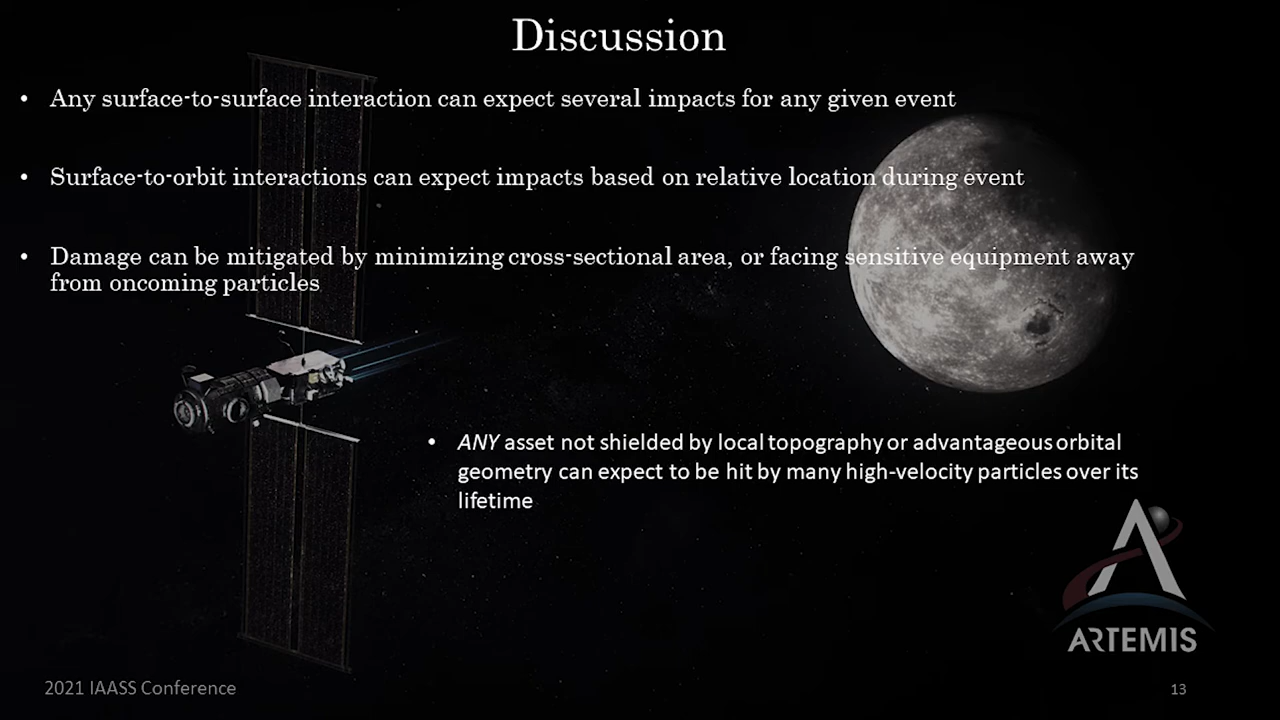 Discussion
• Any surface-to-surface interaction can expect several impacts for any given event
• Surface-to-orbit interactions can expect impacts based on relative location during event
• Damage can be mitigated by minimizing cross-sectional area, or facing sensitive equipment away
from oncoming particles
• ANY asset not shielded by local topography or advantageous orbital
geometry can expect to be hit by many high-velocity particles over its
lifetime
ARTEMIS
2021 IAASS Conference
13